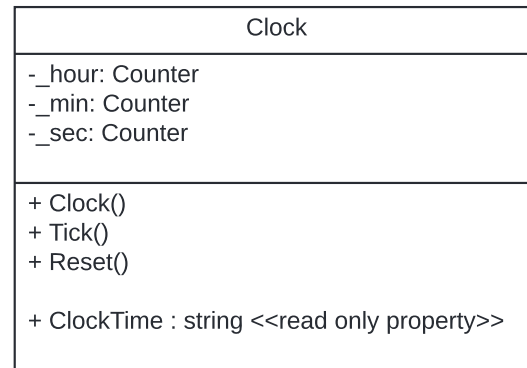 Clock
-_hour: Counter
-_min: Counter
-_sec: Counter
+ Clock()
+ Tick()
+ Reset()
+ ClockTime : string <<read only property>>